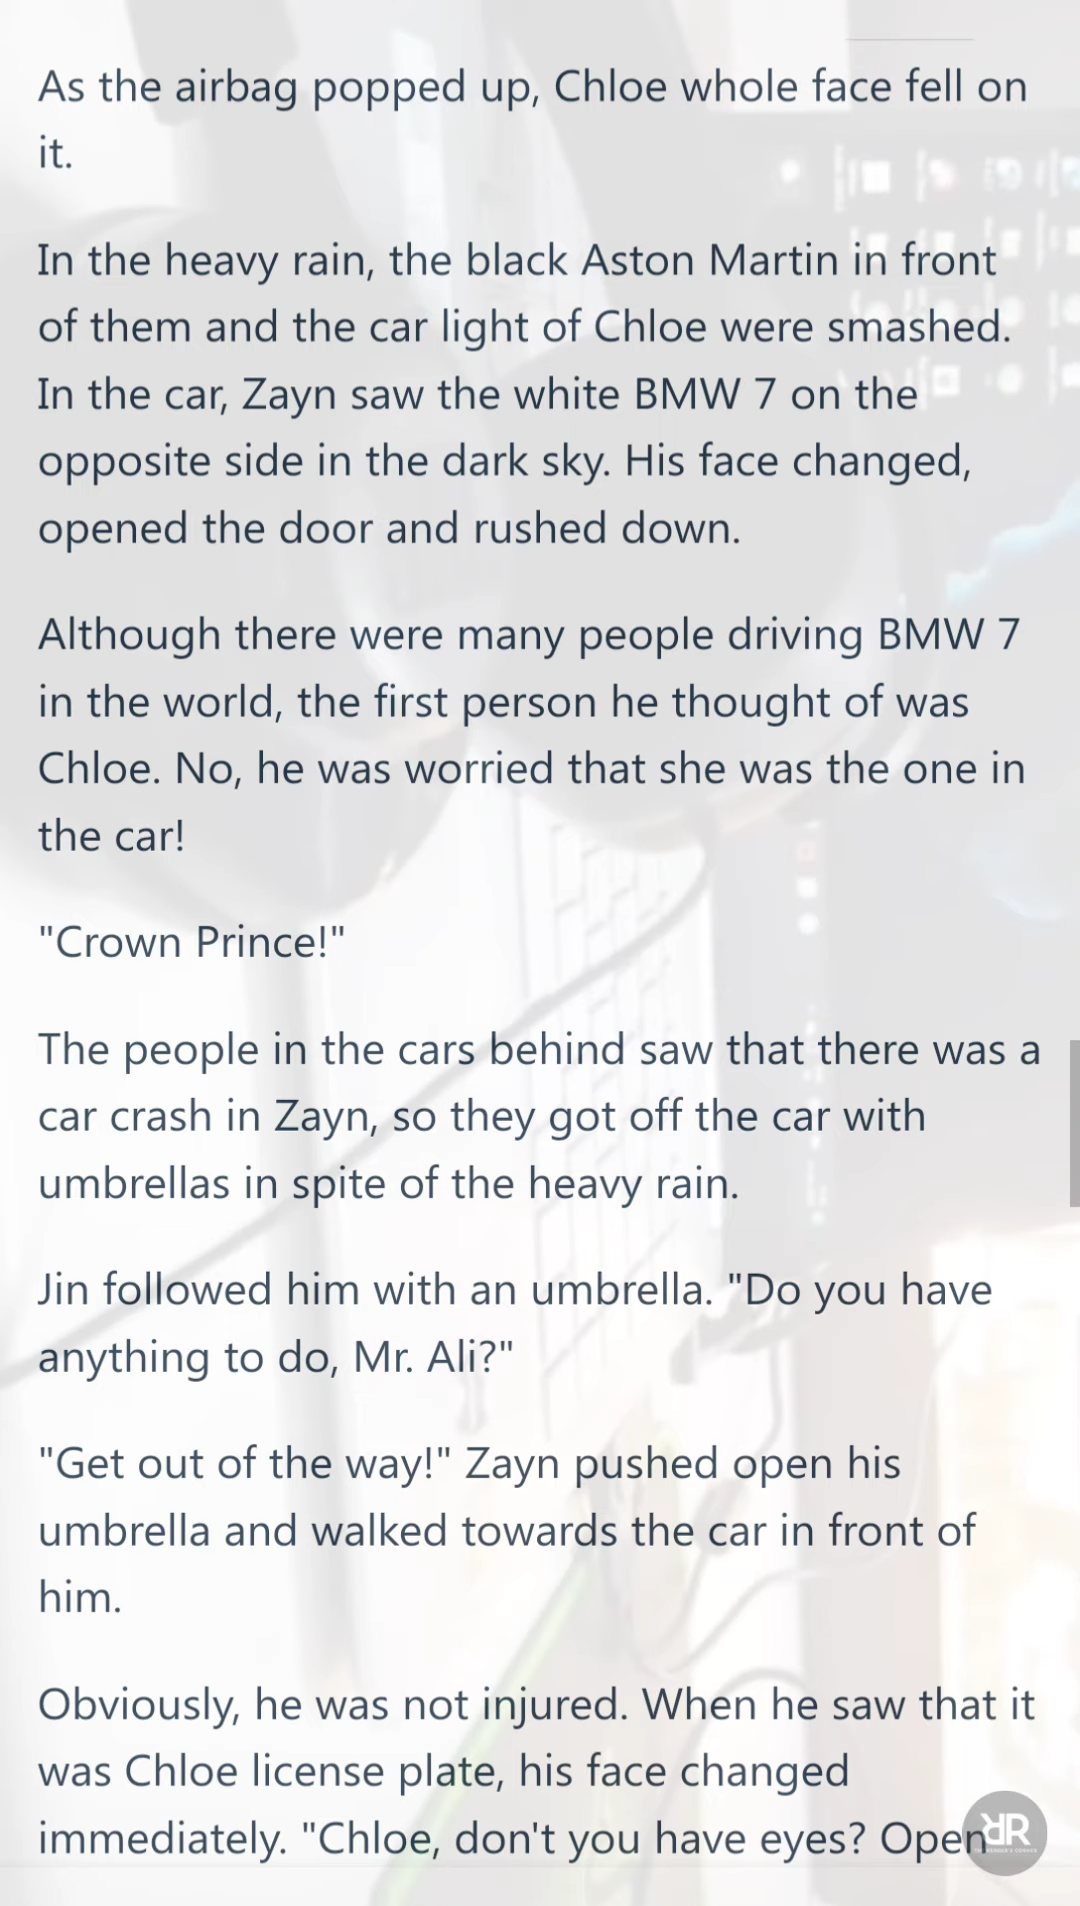 As the airbag popped up, Chloe whole face fell on
it.
In the heavy rain, the black Aston Martin in front
of them and the car light of Chloe were smashed.
In the car, Zayn saw the white BMW 7 on the
opposite side in the dark sky. His face changed,
opened the door and rushed down.
Although there were many people driving BMW 7
in the world, the first person he thought of was
Chloe. No, he was worried that she was the one in
the car!
"Crown Prince!"
The people in the cars behind saw that there was a
car crash in Zayn, so they got off the car with
umbrellas in spite of the heavy rain.
Jin followed him with an umbrella. "Do you have
anything to do, Mr. Ali?"
"Get out of the way!" Zayn pushed open his
umbrella and walked towards the car in front of
him.
Obviously, he was not injured. When he saw that it
was Chloe license plate, his face changed
immediately. "Chloe, don't you have eyes? Open